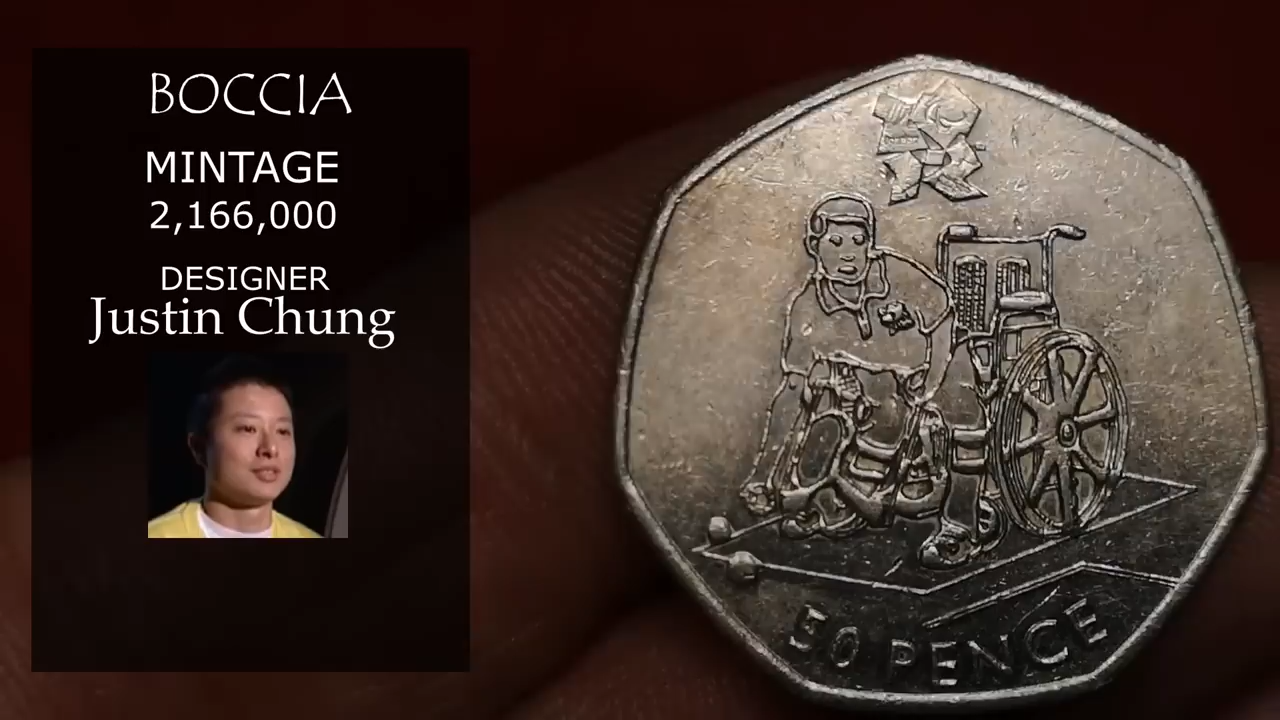 BOCCIA
MINTAGE
2,166,000
DESIGNER
Justin Chung
50 PENCE